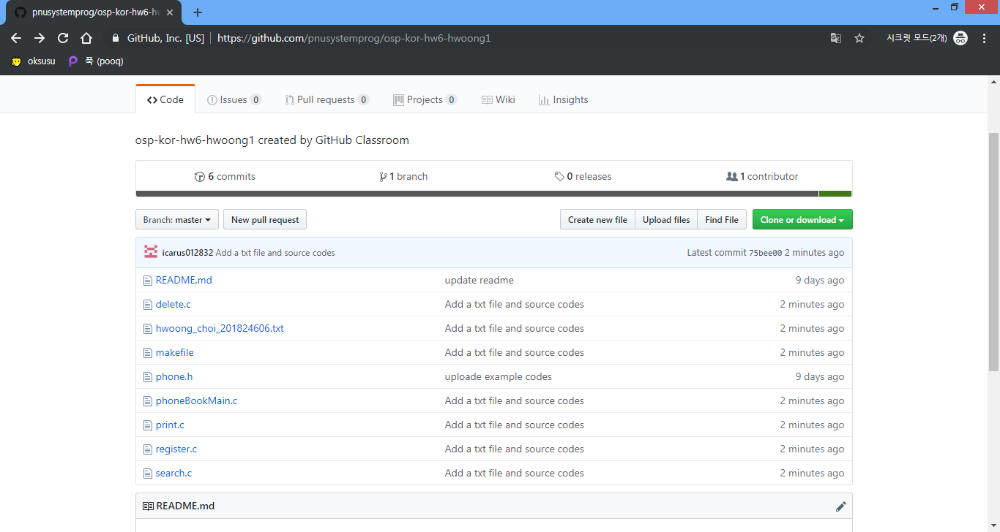 pnusystemprog/osp-kor-hw6-hw
GitHub, Inc. [US] https://github.com/pnusystemprog/osp-kor-hw6-hwoong1 시크릿 모드(2개)
oksusu 푹 (pooq)
Code Issues 0 Pull requests 0 Projects 0 Wiki Insights
osp-kor-hw6-hwoong1 created by GitHub Classroom
6 commits 1 branch 0 releases 1 contributor
Branch: master New pull request Create new file Upload files Find File Clone or download
icarus012832 Add a txt file and source codes Latest commit 75bee00 2 minutes ago
README.md update readme 9 days ago
delete.c Add a txt file and source codes 2 minutes ago
hwoong_choi_201824606.txt Add a txt file and source codes 2 minutes ago
makefile Add a txt file and source codes 2 minutes ago
phone.h uploade example codes 9 days ago
phoneBookMain.c Add a txt file and source codes 2 minutes ago
print.c Add a txt file and source codes 2 minutes ago
register.c Add a txt file and source codes 2 minutes ago
search.c Add a txt file and source codes 2 minutes ago
README.md